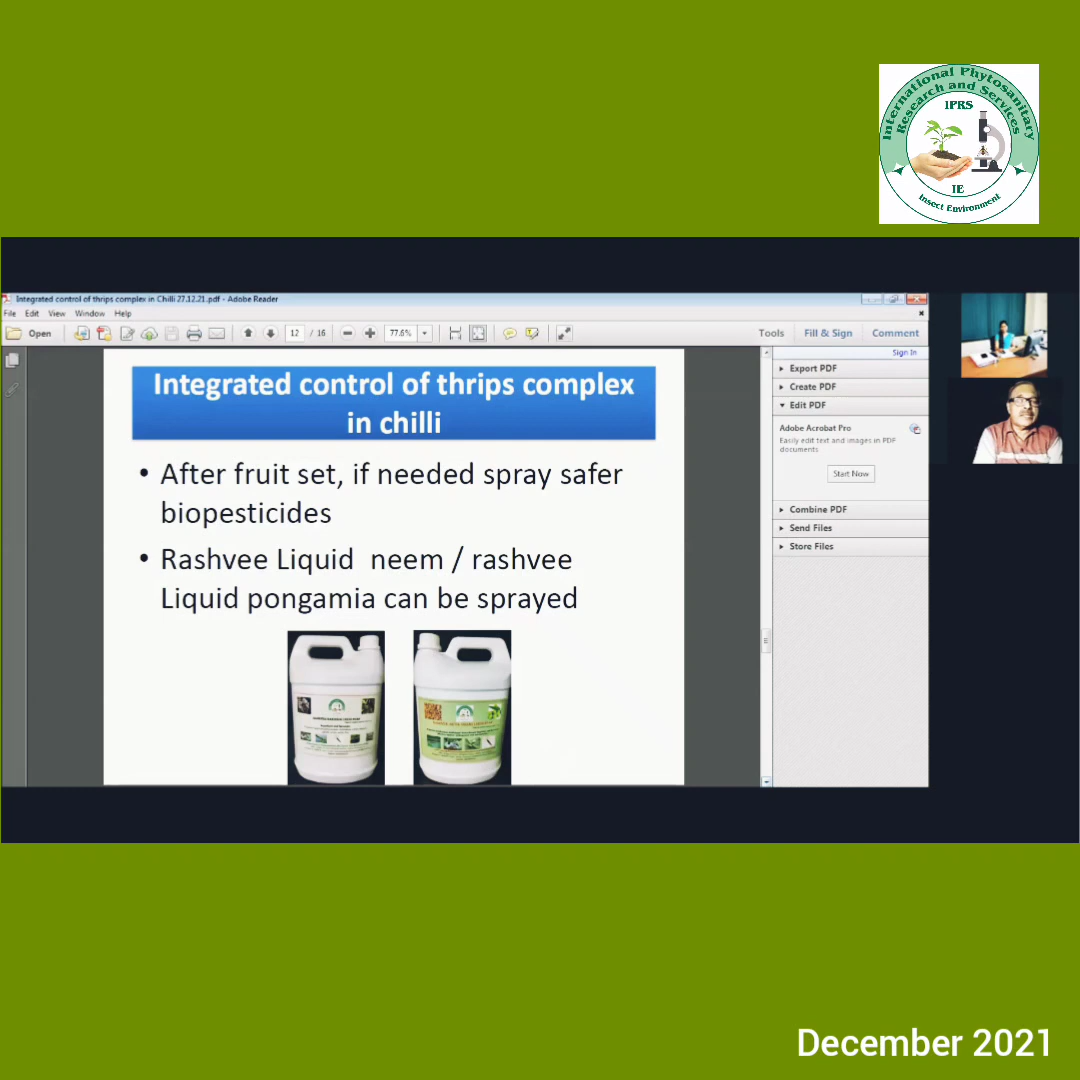 International Phytosanitary
Research and Services
IPRS
IE
Insect Environment
Integrated control of thrips complex in Chilli 27.12.21.pdf - Adobe Reader
File Edit View Window Help
Open 12 / 16 77.6% Tools Fill & Sign Comment
Sign In
Export PDF
Create PDF
Edit PDF
Adobe Acrobat Pro
Easily edit text and images in PDF
documents
Start Now
Combine PDF
Send Files
Store Files
Integrated control of thrips complex
in chilli
• After fruit set, if needed spray safer
biopesticides
• Rashvee Liquid neem / rashvee
Liquid pongamia can be sprayed
December 2021